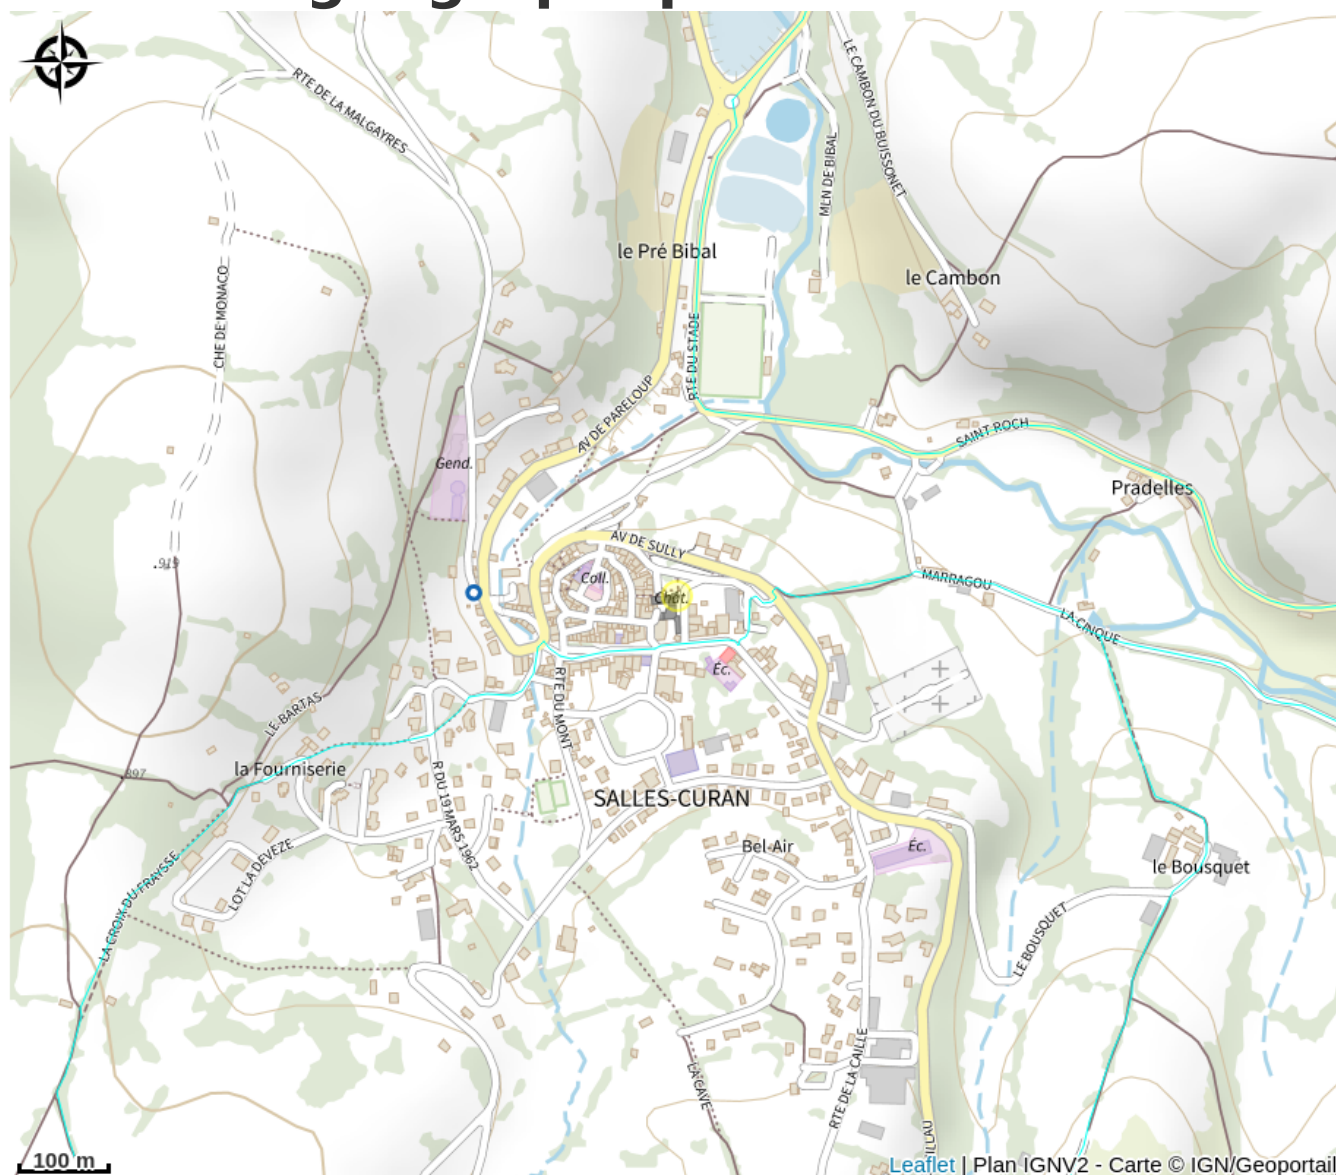 RTE DE LA MALGAYRES
LE CAMBON DU BUISSONET
MLN DE BIBAL
le Pré Bibal
le Cambon
CHE DE MONACO
RTE DU STADE
AV DE PARELOUP
SAINT ROCH
Gend.
Pradelles
AV DE SULLY
.919
Coll.
Chât.
MARRAGOU
LA CINQUE
Éc.
LE BARTAS
RTE DU MONT
la Fourniserie
.897
R DU 19 MARS 1962
SALLES-CURAN
Bel-Air
Éc.
le Bousquet
LOT LA DEVEZE
LA CROIX DU FRAYSSE
LE BOUSQUET
LA CAVE
RTE DE LA CAILLE
ILLAU
100 m
Leaflet | Plan IGNV2 - Carte © IGN/Geoportail